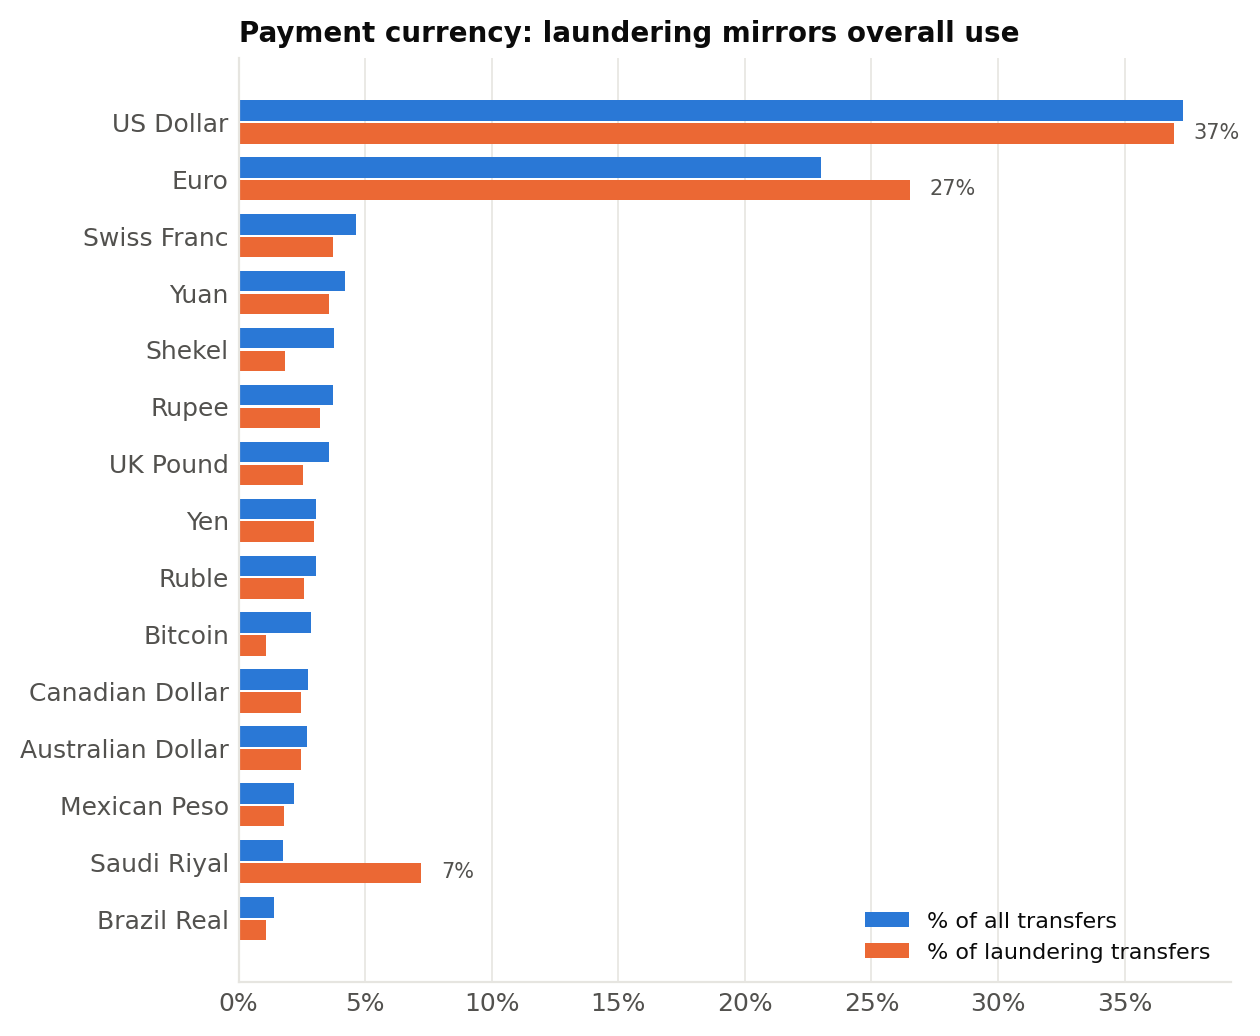 Payment currency: laundering mirrors overall use
US Dollar
37%
Euro
27%
Swiss Franc
Yuan
Shekel
Rupee
UK Pound
Yen
Ruble
Bitcoin
Canadian Dollar
Australian Dollar
Mexican Peso
Saudi Riyal
7%
Brazil Real
% of all transfers
% of laundering transfers
0% 5% 10% 15% 20% 25% 30% 35%